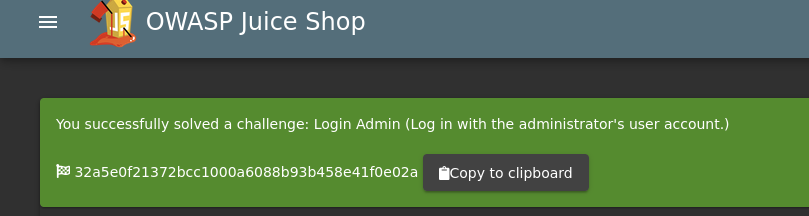 OWASP Juice Shop
You successfully solved a challenge: Login Admin (Log in with the administrator's user account.)
32a5e0f21372bcc1000a6088b93b458e41f0e02a Copy to clipboard